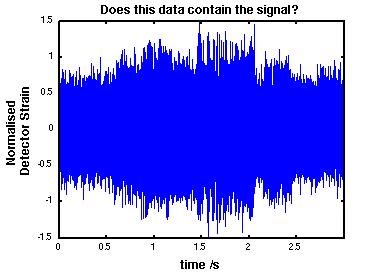 Does this data contain the signal?
1.5
1
0.5
0
-0.5
-1
-1.5
Normalised
Detector Strain
0 0.5 1 1.5 2 2.5
time /s